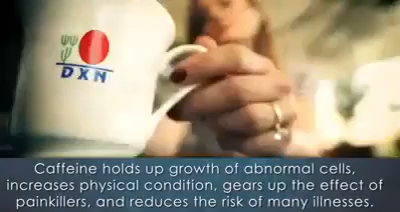 DXN
Caffeine holds up growth of abnormal cells,
increases physical condition, gears up the effect of
painkillers, and reduces the risk of many illnesses.